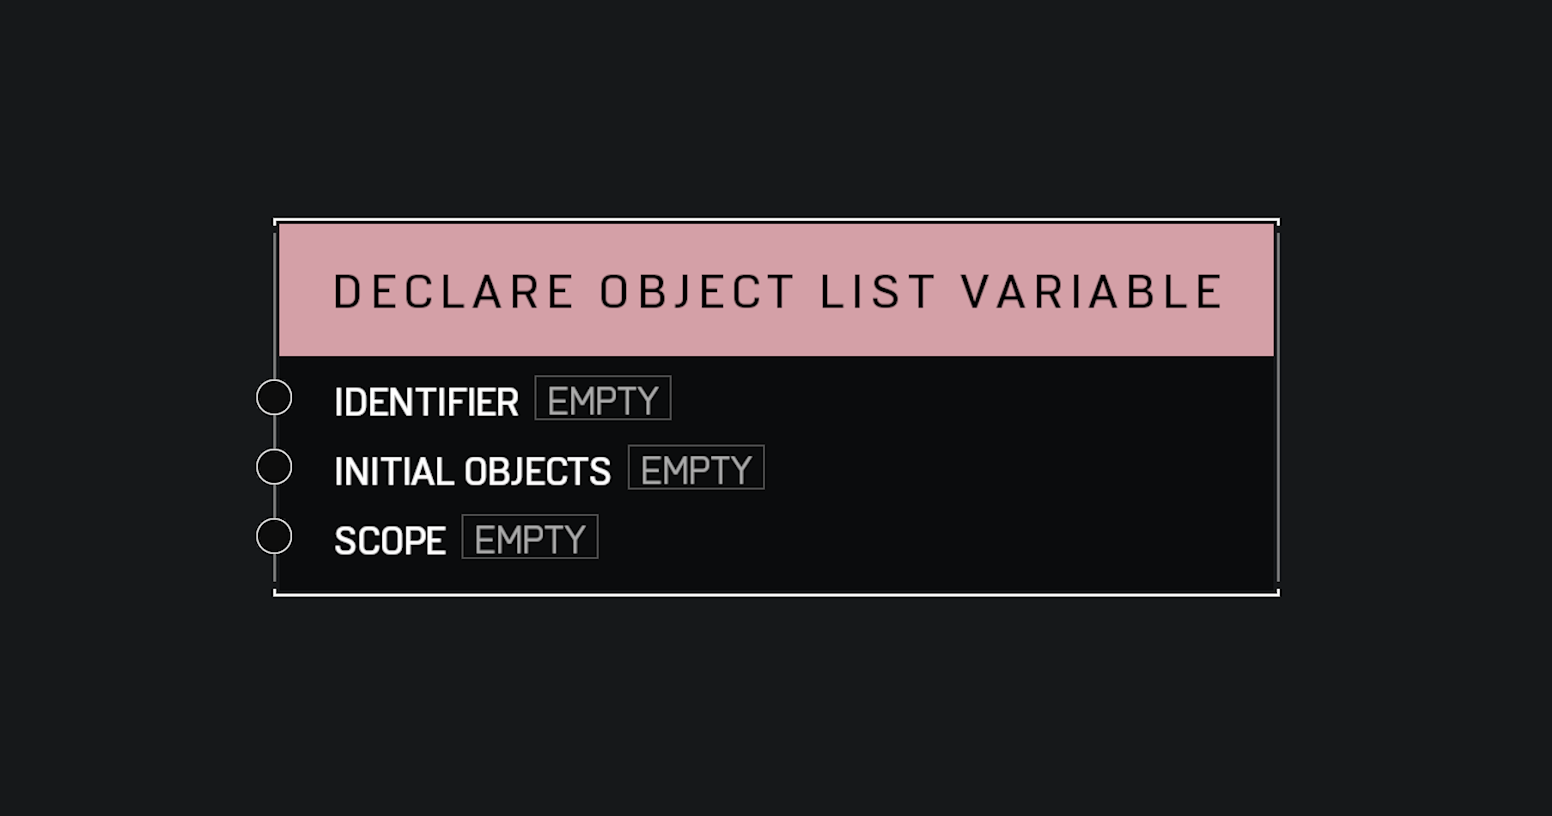 DECLARE OBJECT LIST VARIABLE
IDENTIFIER EMPTY
INITIAL OBJECTS EMPTY
SCOPE EMPTY